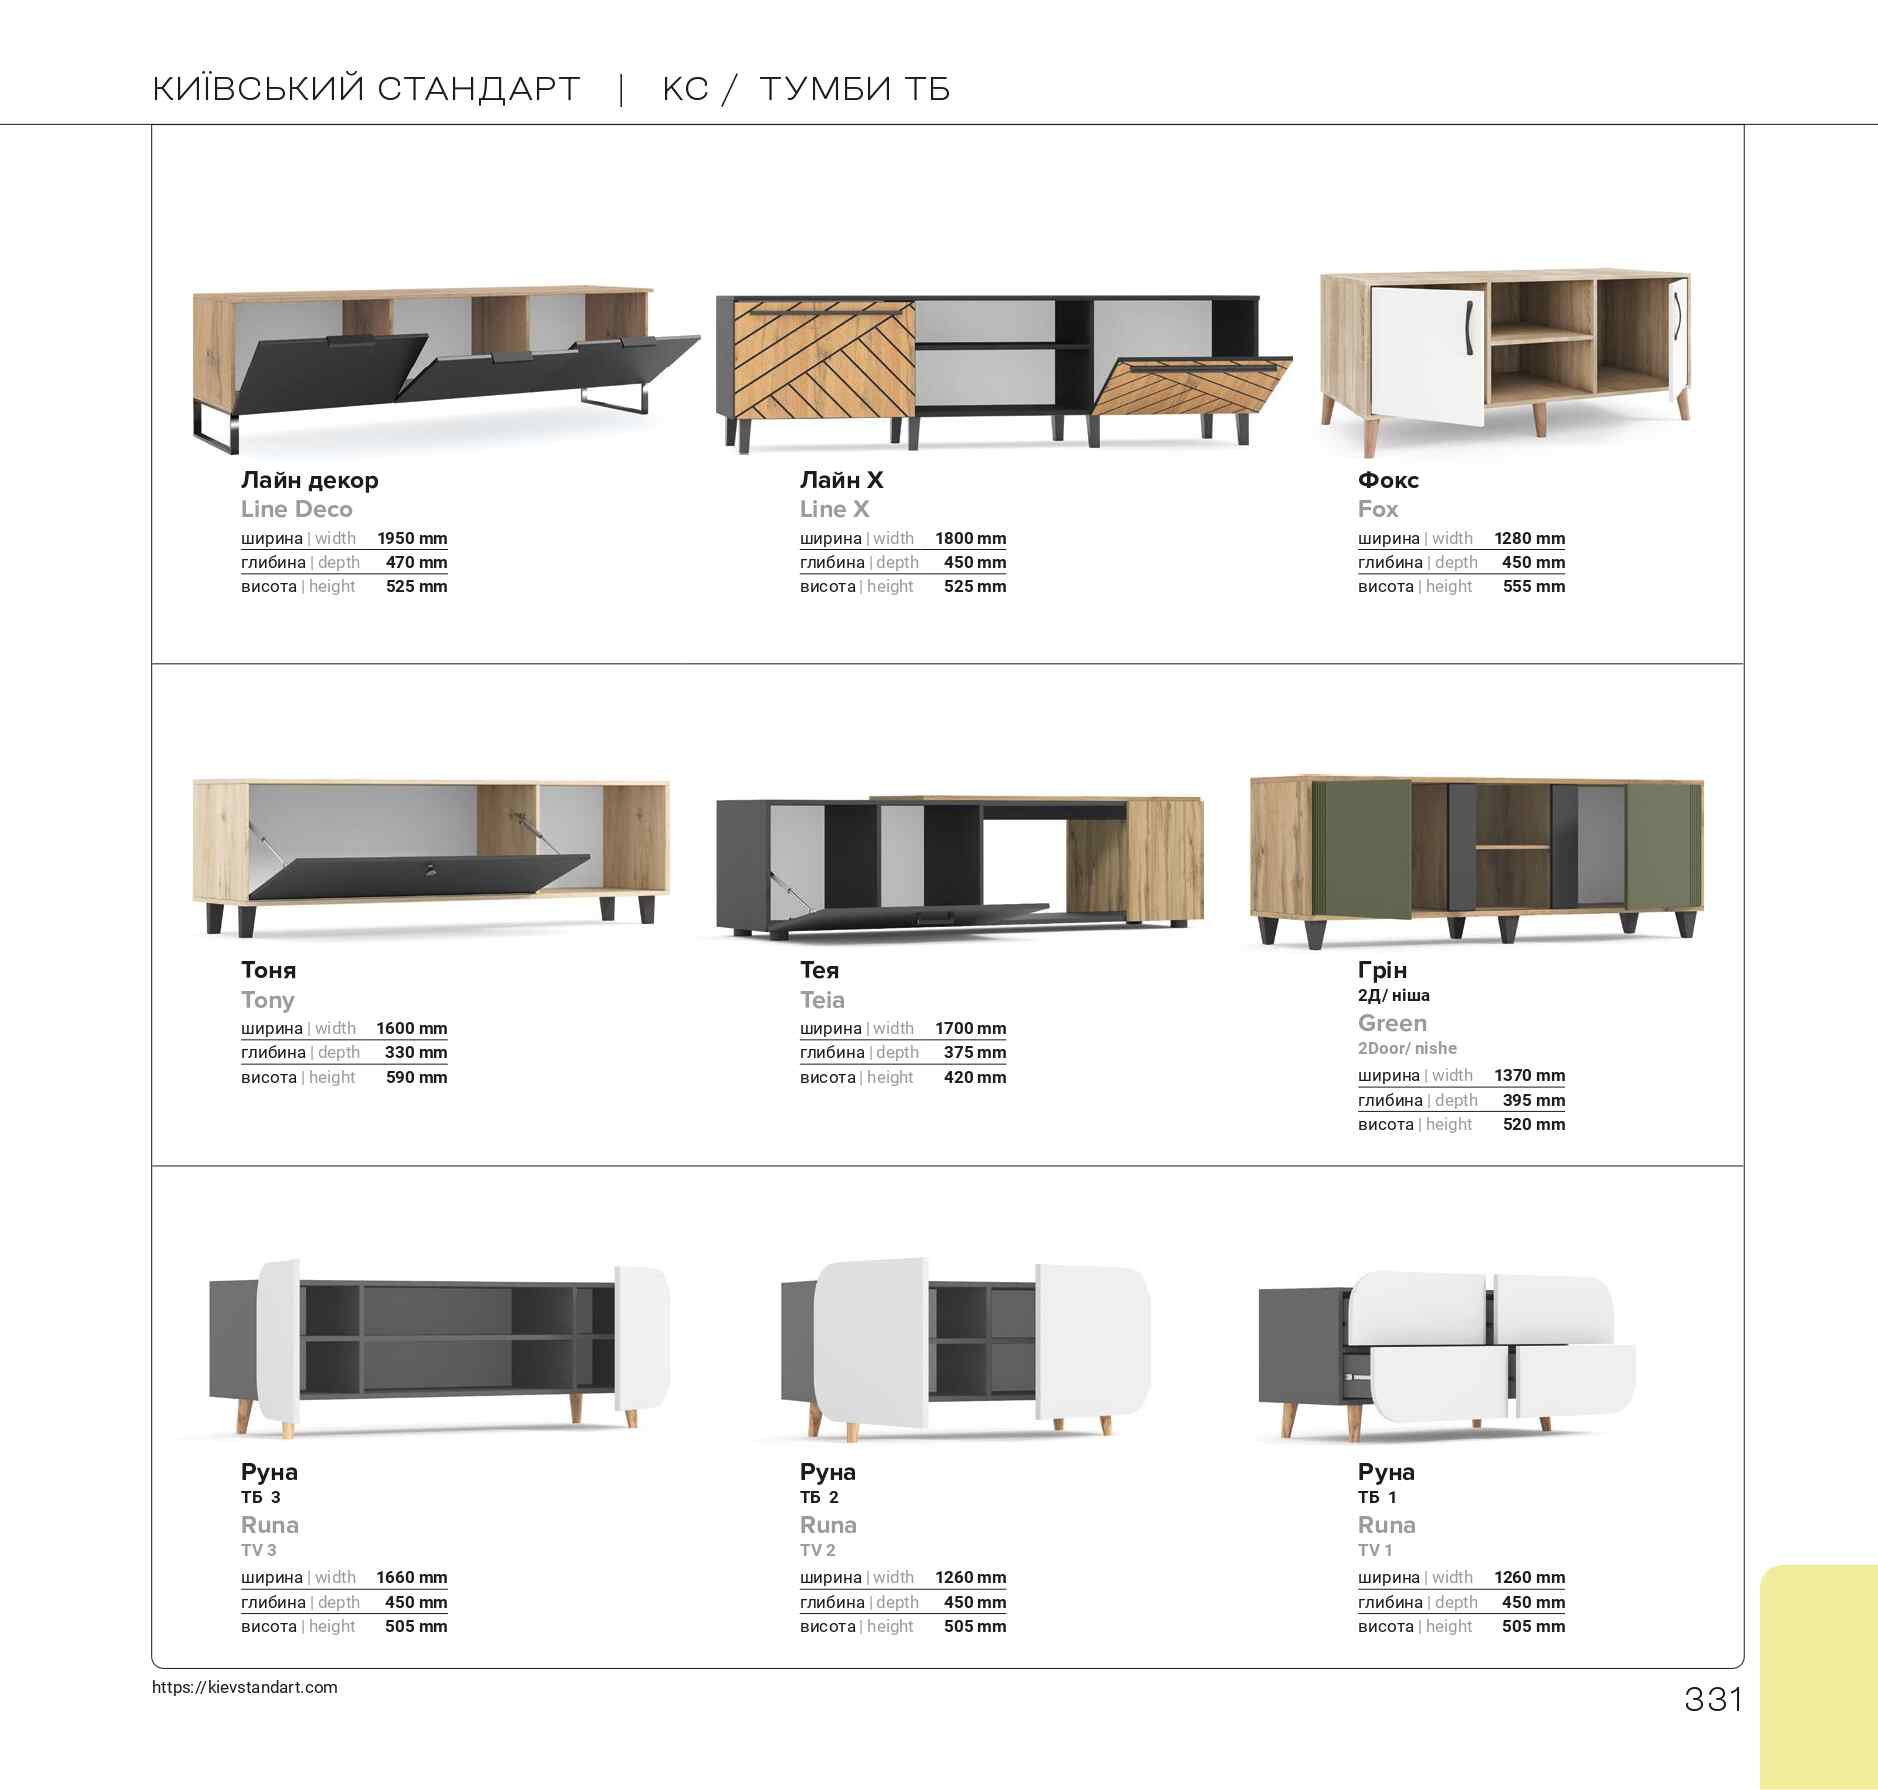 КИЇВСЬКИЙ СТАНДАРТ | КС / ТУМБИ ТБ
Лайн декор
Line Deco
ширина | width 1950 mm
глибина | depth 470 mm
висота | height 525 mm
Лайн Х
Line X
ширина | width 1800 mm
глибина | depth 450 mm
висота | height 525 mm
Фокс
Fox
ширина | width 1280 mm
глибина | depth 450 mm
висота | height 555 mm
Тоня
Tony
ширина | width 1600 mm
глибина | depth 330 mm
висота | height 590 mm
Тея
Teia
ширина | width 1700 mm
глибина | depth 375 mm
висота | height 420 mm
Грін
2Д/ ніша
Green
2Door/ nishe
ширина | width 1370 mm
глибина | depth 395 mm
висота | height 520 mm
Руна
ТБ 3
Runa
TV 3
ширина | width 1660 mm
глибина | depth 450 mm
висота | height 505 mm
Руна
ТБ 2
Runa
TV 2
ширина | width 1260 mm
глибина | depth 450 mm
висота | height 505 mm
Руна
ТБ 1
Runa
TV 1
ширина | width 1260 mm
глибина | depth 450 mm
висота | height 505 mm
https://kievstandart.com
331